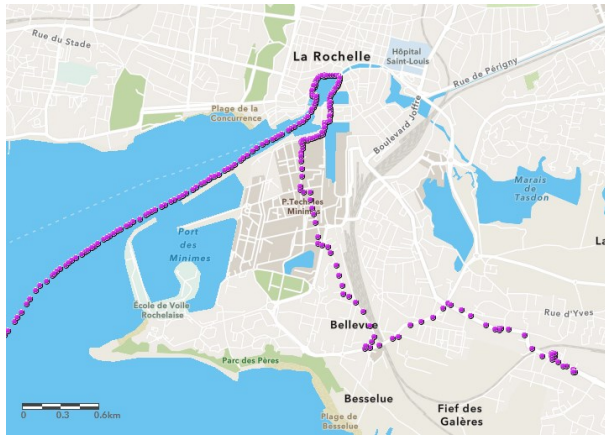 Rue du Stade
La Rochelle
Hôpital
Saint-Louis
Rue de Périgny
Plage de la
Concurrence
Boulevard Joffre
Marais
de
Tasdon
P.Tech les
Minimes
Port
des
Minimes
La
École de Voile
Rochelaise
Rue d'Yves
Bellevue
Parc des Pères
Besselue
Fief des
Galères
Plage de
Besselue
0 0.3 0.6km